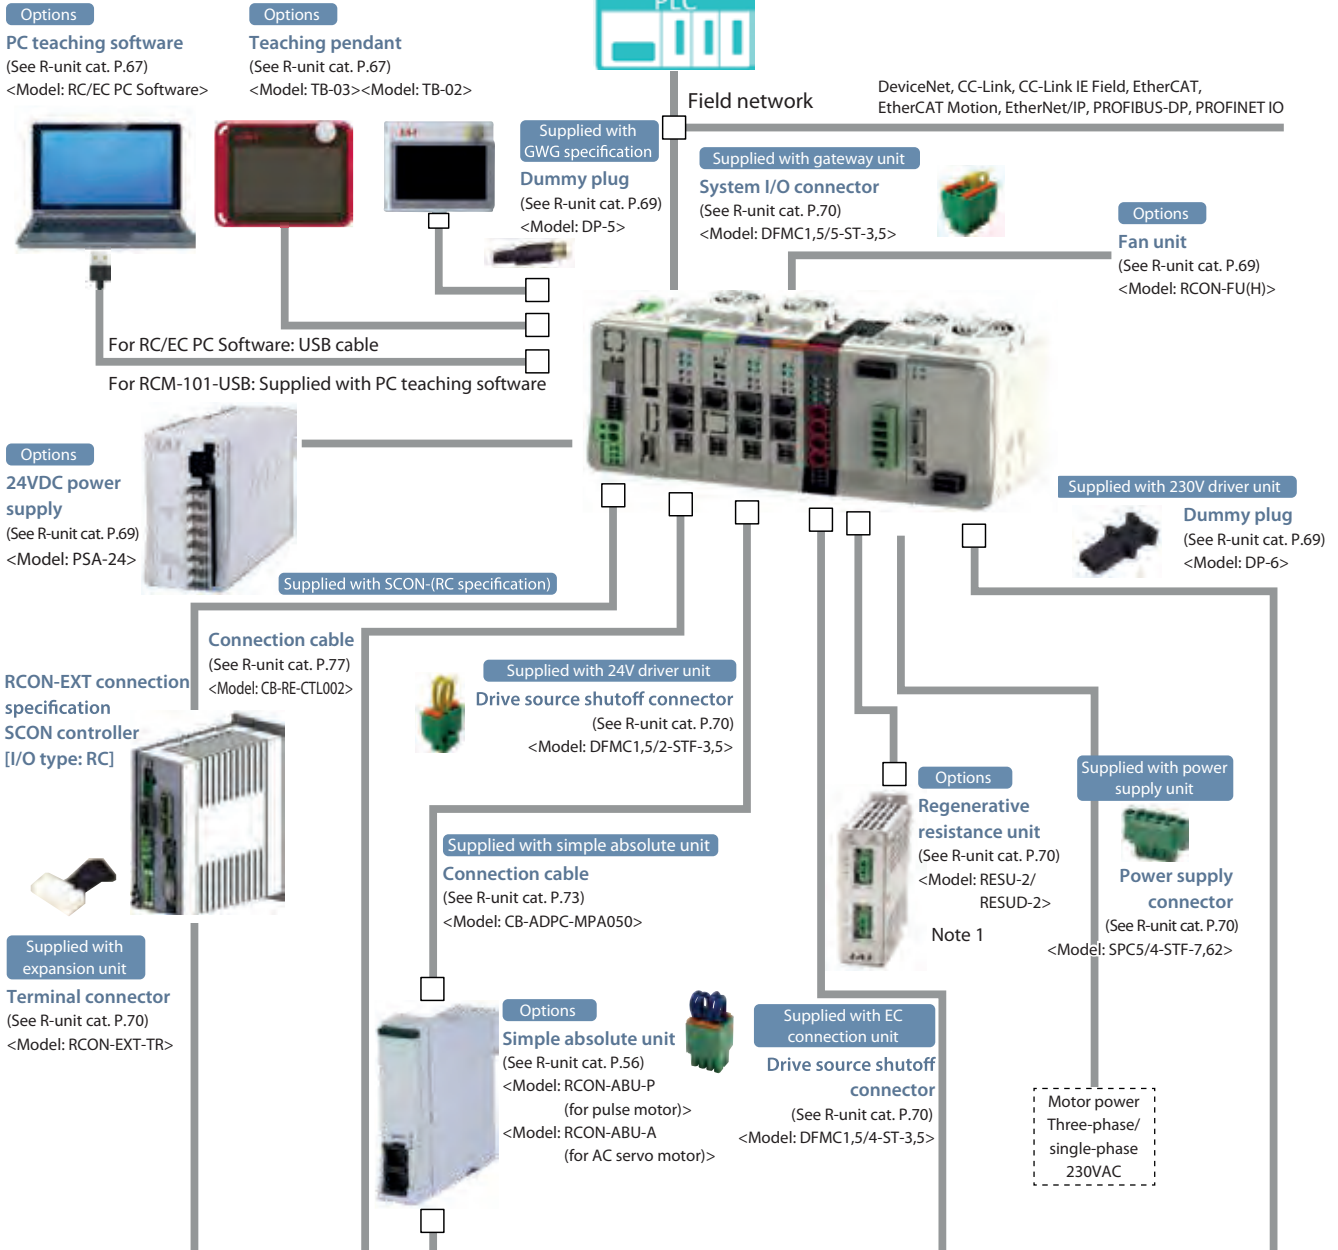 PLC
Options
PC teaching software
(See R-unit cat. P.67)
<Model: RC/EC PC Software>
Options
Teaching pendant
(See R-unit cat. P.67)
<Model: TB-03><Model: TB-02>
Field network
DeviceNet, CC-Link, CC-Link IE Field, EtherCAT,
EtherCAT Motion, EtherNet/IP, PROFIBUS-DP, PROFINET IO
Supplied with
GWG specification
Dummy plug
(See R-unit cat. P.69)
<Model: DP-5>
Supplied with gateway unit
System I/O connector
(See R-unit cat. P.70)
<Model: DFMC1,5/5-ST-3,5>
Options
Fan unit
(See R-unit cat. P.69)
<Model: RCON-FU(H)>
For RC/EC PC Software: USB cable
For RCM-101-USB: Supplied with PC teaching software
Options
24VDC power
supply
(See R-unit cat. P.69)
<Model: PSA-24>
Supplied with 230V driver unit
Dummy plug
(See R-unit cat. P.69)
<Model: DP-6>
Supplied with SCON-(RC specification)
Connection cable
(See R-unit cat. P.77)
<Model: CB-RE-CTL002>
RCON-EXT connection
specification
SCON controller
[I/O type: RC]
Supplied with 24V driver unit
Drive source shutoff connector
(See R-unit cat. P.70)
<Model: DFMC1,5/2-STF-3,5>
Supplied with simple absolute unit
Connection cable
(See R-unit cat. P.73)
<Model: CB-ADPC-MPA050>
Options
Regenerative
resistance unit
(See R-unit cat. P.70)
<Model: RESU-2/
RESUD-2>
Note 1
Supplied with power
supply unit
Power supply
connector
(See R-unit cat. P.70)
<Model: SPC5/4-STF-7,62>
Supplied with
expansion unit
Terminal connector
(See R-unit cat. P.70)
<Model: RCON-EXT-TR>
Options
Simple absolute unit
(See R-unit cat. P.56)
<Model: RCON-ABU-P
(for pulse motor)>
<Model: RCON-ABU-A
(for AC servo motor)>
Supplied with EC
connection unit
Drive source shutoff
connector
(See R-unit cat. P.70)
<Model: DFMC1,5/4-ST-3,5>
Motor power
Three-phase/
single-phase
230VAC